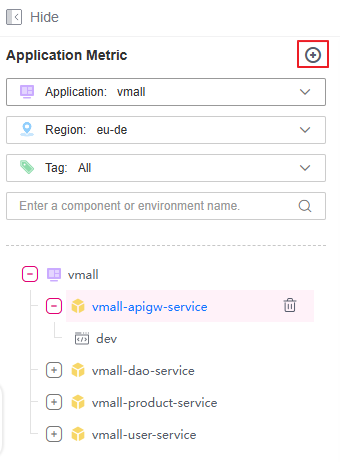 Hide
Application Metric
Application: vmall
Region: eu-de
Tag: All
Enter a component or environment name.
vmall
vmall-apigw-service
dev
vmall-dao-service
vmall-product-service
vmall-user-service